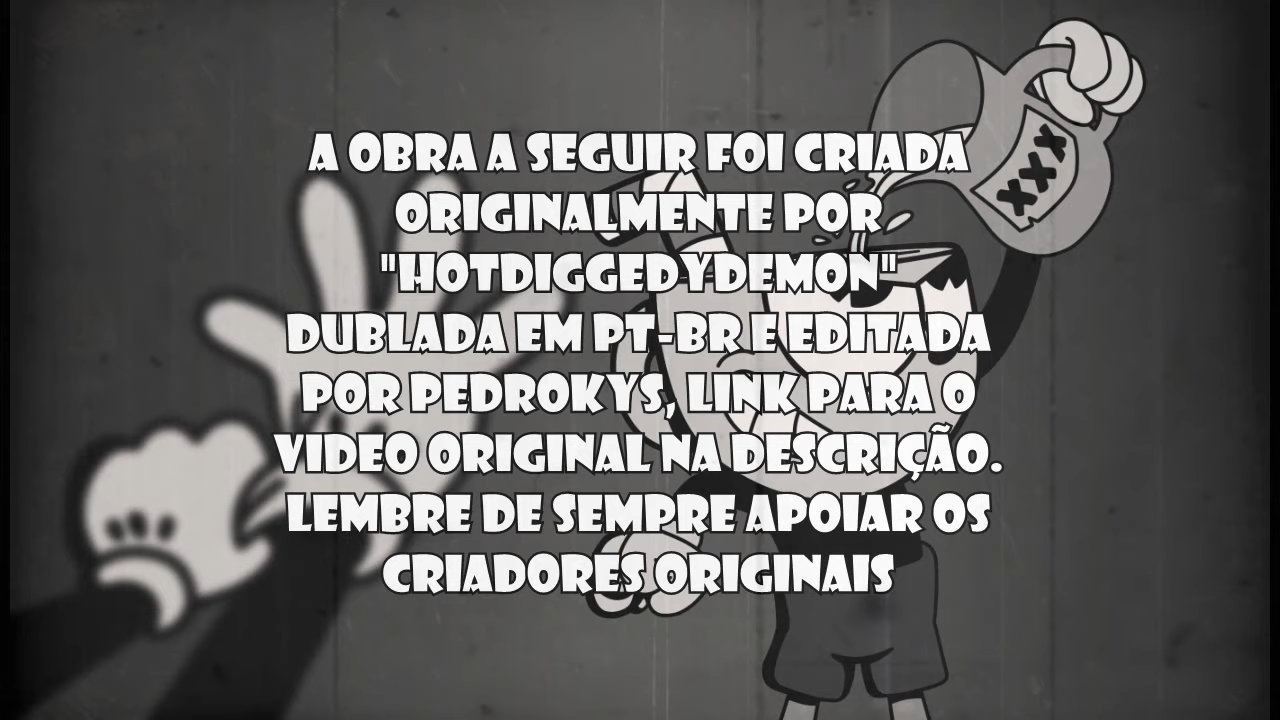 A OBRA A SEGUIR FOI CRIADA
ORIGINALMENTE POR
"HOTDIGGEDYDEMON"
DUBLADA EM PT-BR E EDITADA
POR PEDROKYS, LINK PARA O
VIDEO ORIGINAL NA DESCRIÇÃO.
LEMBRE DE SEMPRE APOIAR OS
CRIADORES ORIGINAIS
XXX